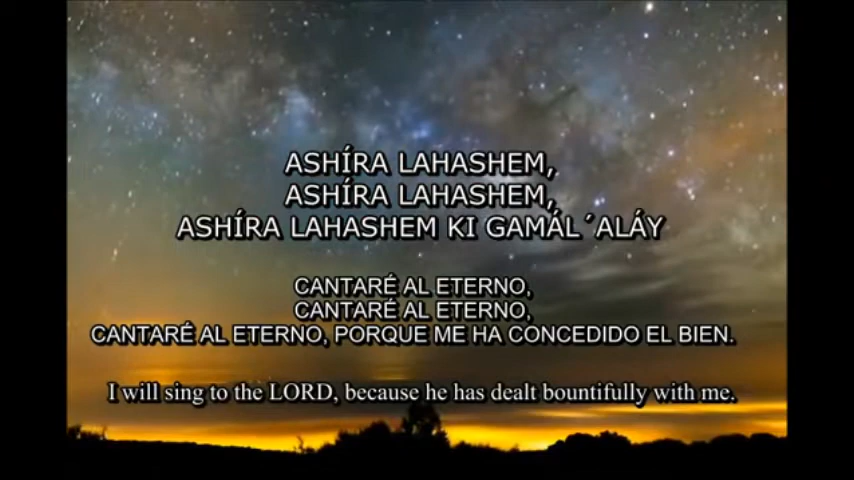 ASHÍRA LAHASHEM,
ASHÍRA LAHASHEM,
ASHÍRA LAHASHEM KI GAMÁL´ALÁY
CANTARÉ AL ETERNO,
CANTARÉ AL ETERNO,
CANTARÉ AL ETERNO, PORQUE ME HA CONCEDIDO EL BIEN.
I will sing to the LORD, because he has dealt bountifully with me.